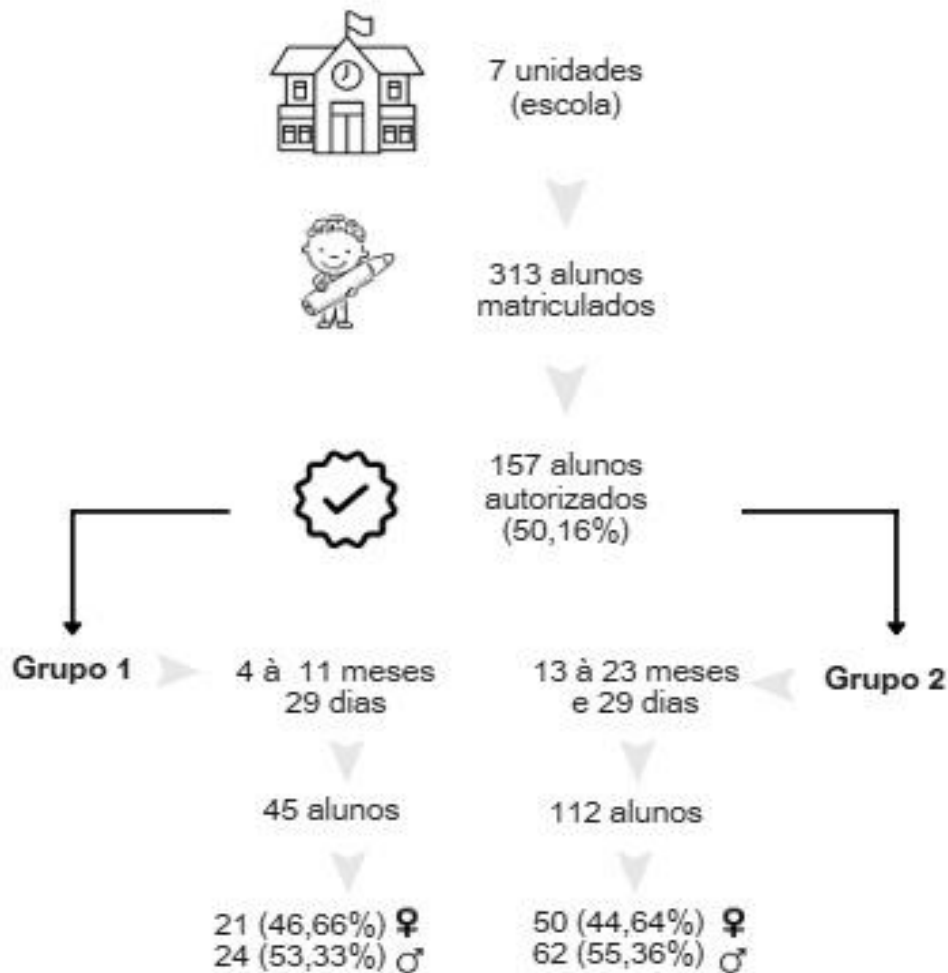 7 unidades
(escola)
313 alunos
matriculados
157 alunos
autorizados
(50,16%)
Grupo 1
4 à 11 meses
29 dias
13 à 23 meses
e 29 dias
Grupo 2
45 alunos
112 alunos
21 (46,66%) ♀
24 (53,33%) ♂
50 (44,64%) ♀
62 (55,36%) ♂